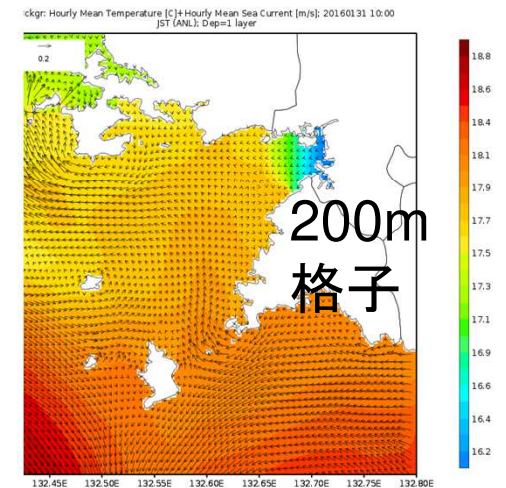 ckgr: Hourly Mean Temperature [C]+Hourly Mean Sea Current [m/s]; 20160131 10:00
JST (ANL); Dep=1 layer
0.2
200m
格子
18.8
18.6
18.4
18.1
17.9
17.7
17.5
17.3
17.1
16.9
16.6
16.4
16.2
132.45E 132.50E 132.55E 132.60E 132.65E 132.70E 132.75E 132.80E